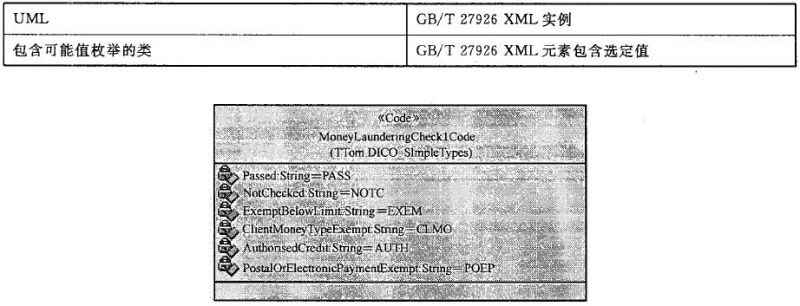 UML
GB/T 27926 XML 实例
包含可能值枚举的类
GB/T 27926 XML 元素包含选定值
«Code»
MoneyLaunderingCheck1Code
(TTom DICO_SImpleTypes)
Passed:String=PASS
NotChecked:String=NOTC
ExemptBelowLimit:String=EXEM
ClientMoneyTypeExempt:String=CLMO
AuthorisedCredit:String=AUTH
PostalOrElectronicPaymentExempt:String=POEP